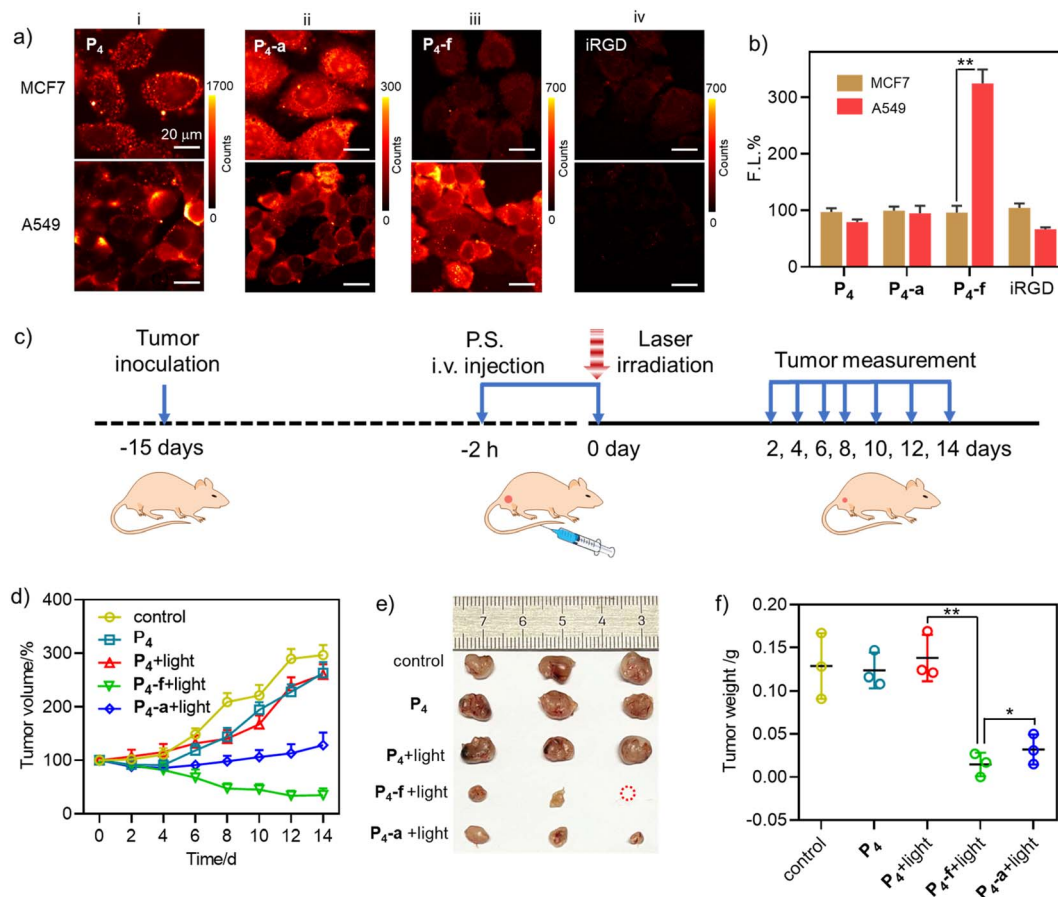 a)
i
ii
iii
iv
P4
P4-a
P4-f
iRGD
MCF7
A549
20 μm
1700
Counts
0
300
Counts
0
700
Counts
0
700
Counts
0
b)
F.L.%
300
200
100
0
MCF7
A549
**
P4
P4-a
P4-f
iRGD
c)
Tumor
inoculation
P.S.
i.v. injection
Laser
irradiation
Tumor measurement
-15 days
-2 h
0 day
2, 4, 6, 8, 10, 12, 14 days
d)
Tumor volume/%
400
300
200
100
0
control
P4
P4+light
P4-f+light
P4-a+light
0 2 4 6 8 10 12 14
Time/d
e)
7 6 5 4 3
control
P4
P4+light
P4-f +light
P4-a +light
f)
Tumor weight /g
0.20
0.15
0.10
0.05
0.00
-0.05
**
*
control
P4
P4+light
P4-f+light
P4-a+light